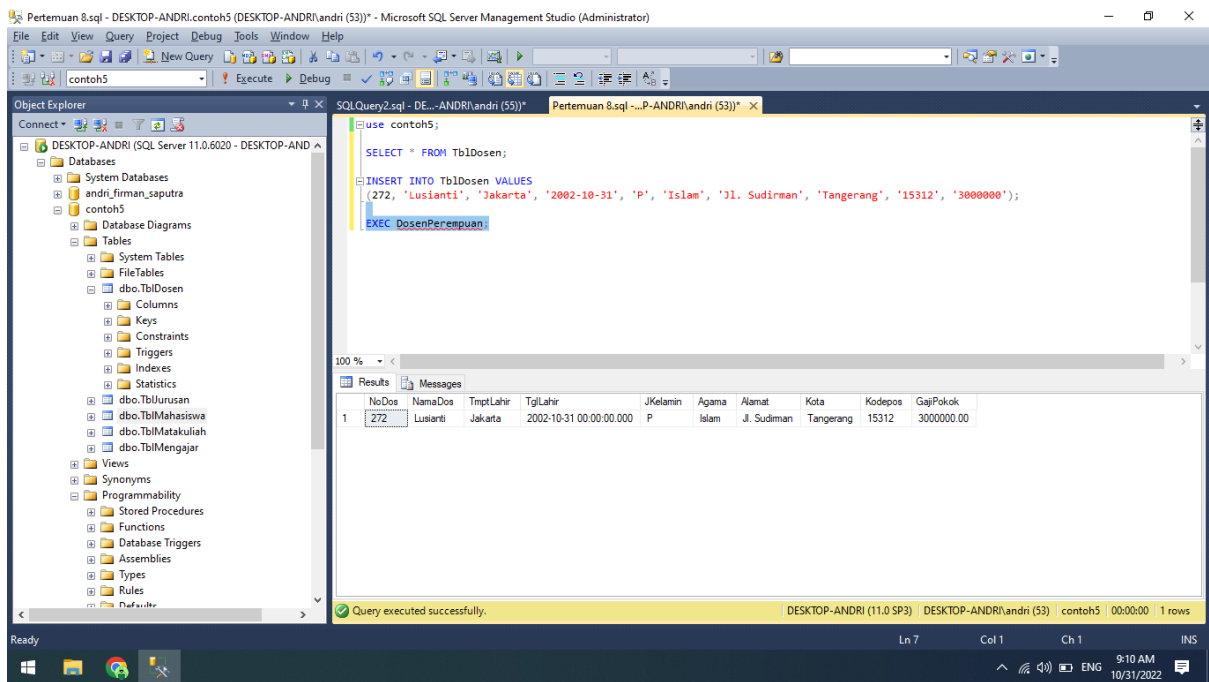 Pertemuan 8.sql - DESKTOP-ANDRI.contoh5 (DESKTOP-ANDRI\andri (53))* - Microsoft SQL Server Management Studio (Administrator)
File Edit View Query Project Debug Tools Window Help
New Query
contoh5 Execute Debug
Object Explorer
Connect
DESKTOP-ANDRI (SQL Server 11.0.6020 - DESKTOP-AND
Databases
System Databases
andri_firman_saputra
contoh5
Database Diagrams
Tables
System Tables
FileTables
dbo.TblDosen
Columns
Keys
Constraints
Triggers
Indexes
Statistics
dbo.TblJurusan
dbo.TblMahasiswa
dbo.TblMatakuliah
dbo.TblMengajar
Views
Synonyms
Programmability
Stored Procedures
Functions
Database Triggers
Assemblies
Types
Rules
Defaults
SQLQuery2.sql - DE...-ANDRI\andri (55))* Pertemuan 8.sql -...P-ANDRI\andri (53))*
use contoh5;
SELECT * FROM TblDosen;
INSERT INTO TblDosen VALUES
(272, 'Lusianti', 'Jakarta', '2002-10-31', 'P', 'Islam', 'Jl. Sudirman', 'Tangerang', '15312', '3000000');
EXEC DosenPerempuan;
100 %
Results Messages
NoDos NamaDos TmptLahir TglLahir JKelamin Agama Alamat Kota Kodepos GajiPokok
1 272 Lusianti Jakarta 2002-10-31 00:00:00.000 P Islam Jl. Sudirman Tangerang 15312 3000000.00
Query executed successfully. DESKTOP-ANDRI (11.0 SP3) DESKTOP-ANDRI\andri (53) contoh5 00:00:00 1 rows
Ready Ln 7 Col 1 Ch 1 INS
ENG 9:10 AM
10/31/2022